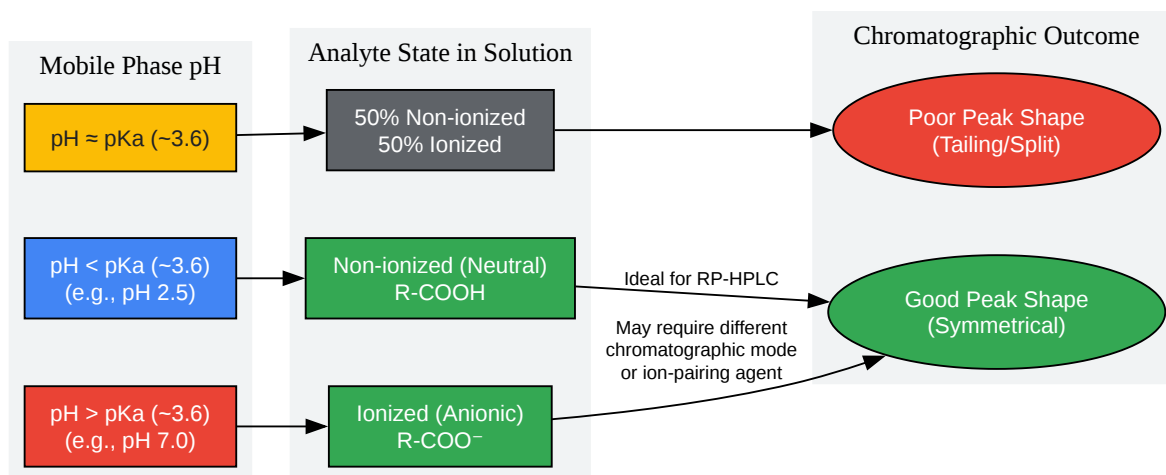 Mobile Phase pH
Analyte State in Solution
Chromatographic Outcome
pH ≈ pKa (~3.6)
50% Non-ionized
50% Ionized
Poor Peak Shape
(Tailing/Split)
pH < pKa (~3.6)
(e.g., pH 2.5)
Non-ionized (Neutral)
R-COOH
Ideal for RP-HPLC
Good Peak Shape
(Symmetrical)
May require different
chromatographic mode
or ion-pairing agent
pH > pKa (~3.6)
(e.g., pH 7.0)
Ionized (Anionic)
R-COO⁻